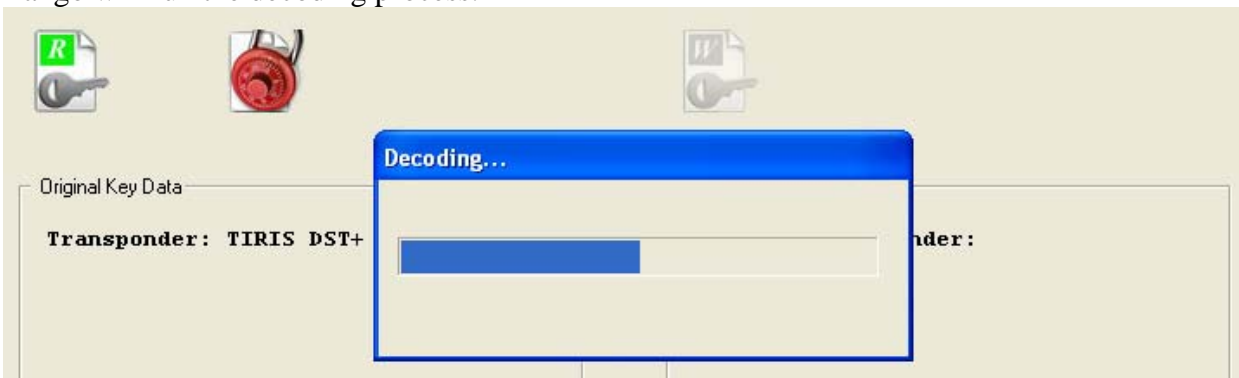 R
W
Decoding...
Original Key Data
Transponder: TIRIS DST+
nder: